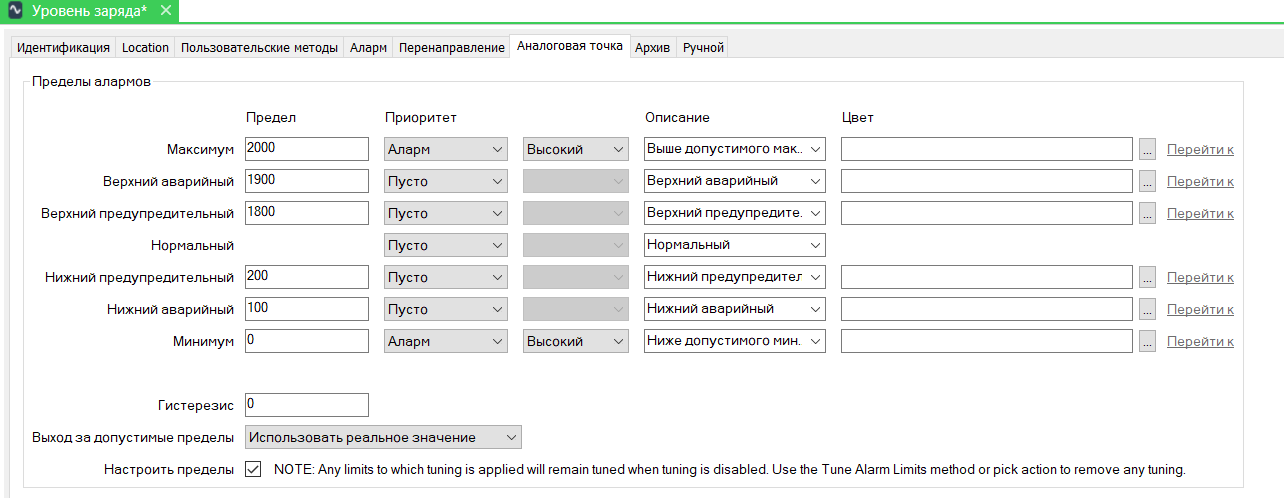 Уровень заряда*
Идентификация Location Пользовательские методы Аларм Перенаправление Аналоговая точка Архив Ручной
Пределы алармов
Предел Приоритет Описание Цвет
Максимум 2000 Аларм Высокий Выше допустимого мак.. ... Перейти к
Верхний аварийный 1900 Пусто Верхний аварийный ... Перейти к
Верхний предупредительный 1800 Пусто Верхний предупредите. ... Перейти к
Нормальный Пусто Нормальный
Нижний предупредительный 200 Пусто Нижний предупредител ... Перейти к
Нижний аварийный 100 Пусто Нижний аварийный ... Перейти к
Минимум 0 Аларм Высокий Ниже допустимого мин. ... Перейти к
Гистерезис 0
Выход за допустимые пределы Использовать реальное значение
Настроить пределы NOTE: Any limits to which tuning is applied will remain tuned when tuning is disabled. Use the Tune Alarm Limits method or pick action to remove any tuning.